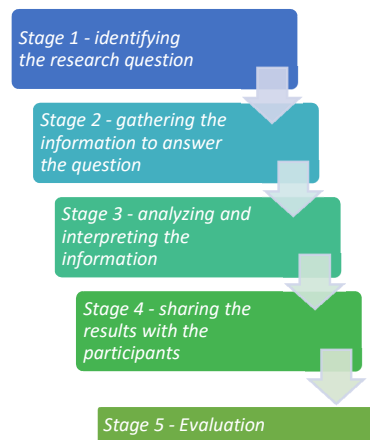 Stage 1 - identifying
the research question
Stage 2 - gathering the
information to answer
the question
Stage 3 - analyzing and
interpreting the
information
Stage 4 - sharing the
results with the
participants
Stage 5 - Evaluation